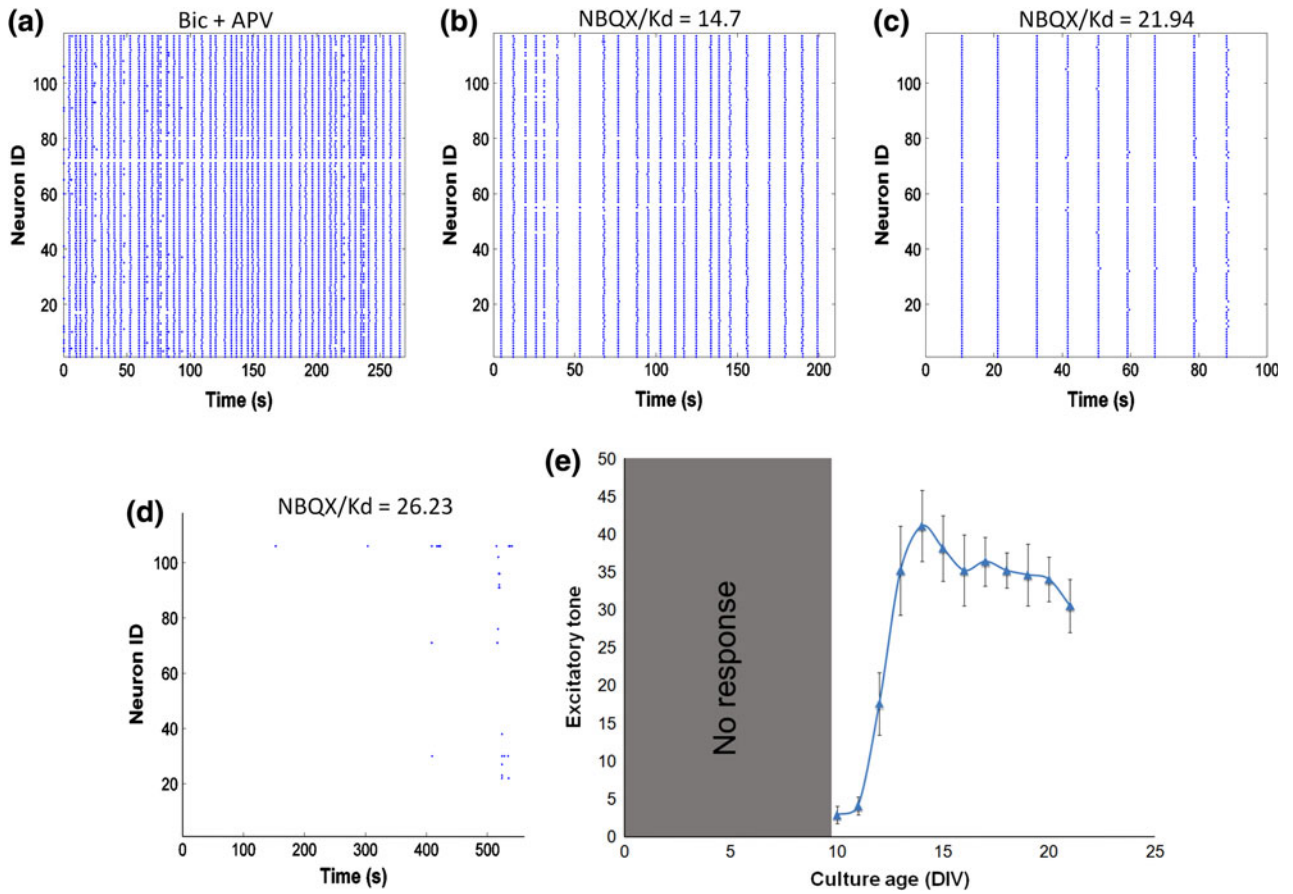 (a) Bic + APV
Neuron ID
100
80
60
40
20
0 50 100 150 200 250
Time (s)
(b) NBQX/Kd = 14.7
Neuron ID
100
80
60
40
20
0 50 100 150 200
Time (s)
(c) NBQX/Kd = 21.94
Neuron ID
100
80
60
40
20
0 20 40 60 80 100
Time (s)
(d) NBQX/Kd = 26.23
Neuron ID
100
80
60
40
20
0 100 200 300 400 500
Time (s)
(e)
Excitatory tone
50
45
40
35
30
25
20
15
10
5
0
No response
0 5 10 15 20 25
Culture age (DIV)